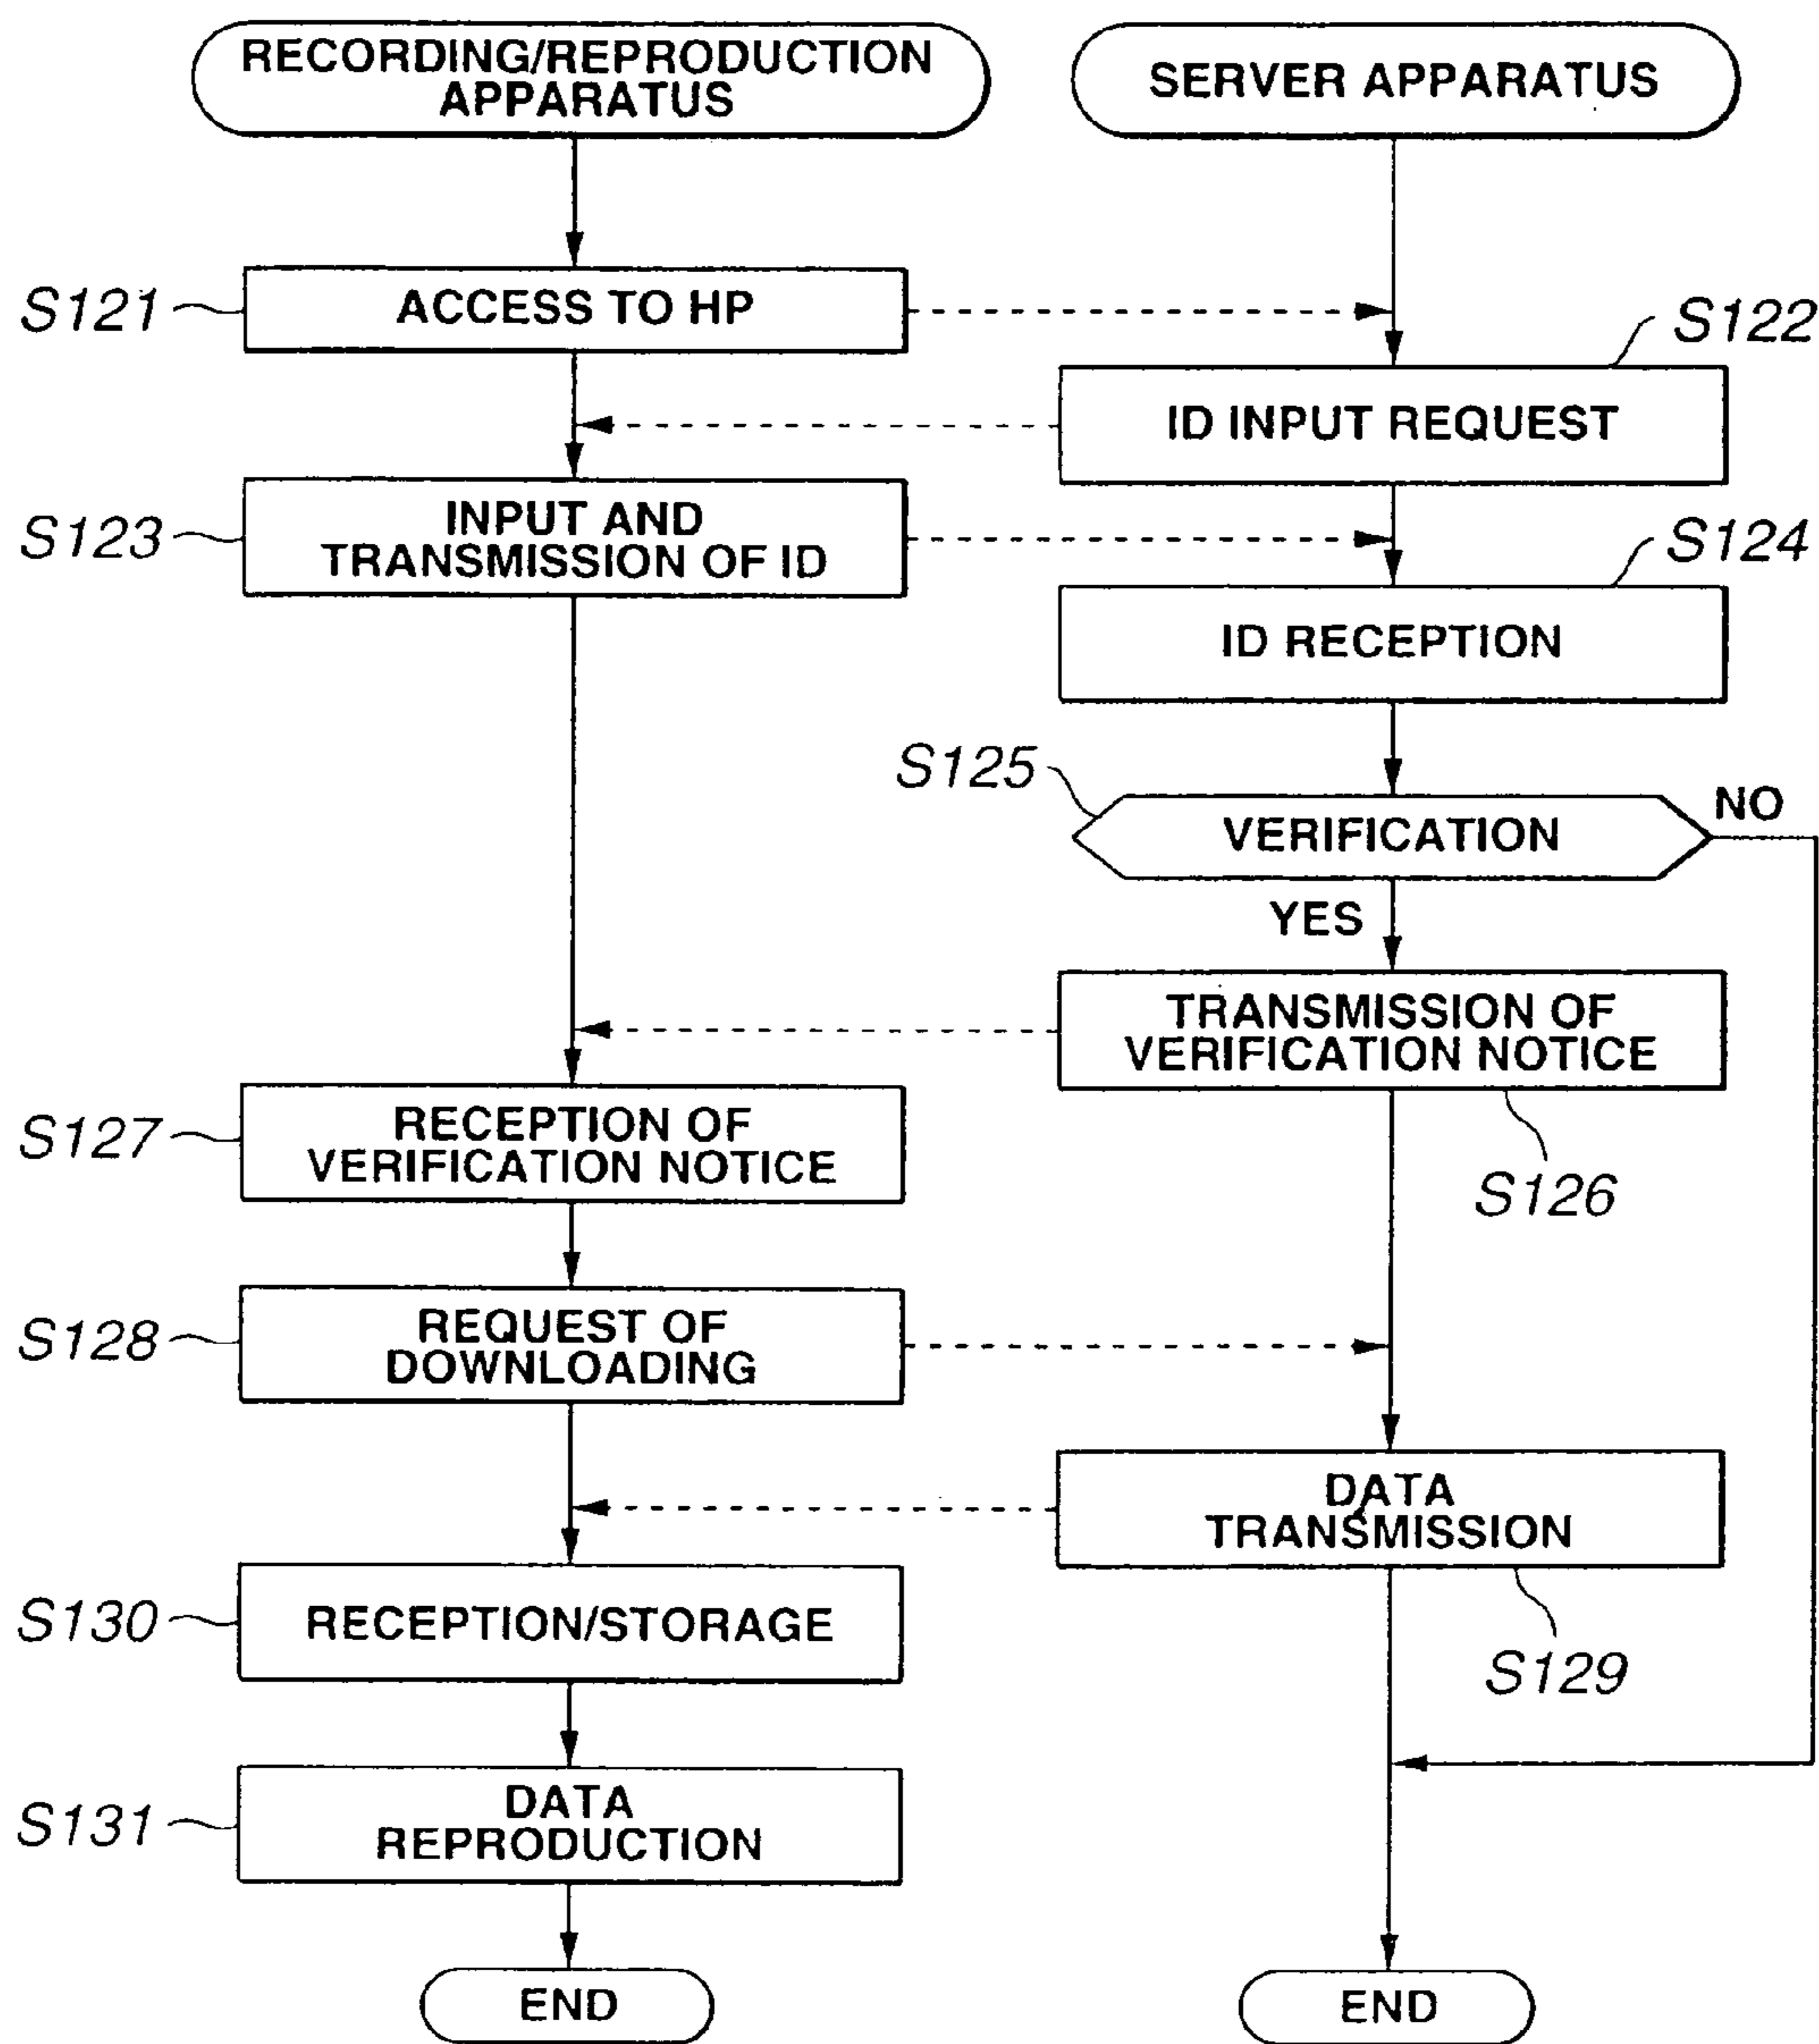 RECORDING/REPRODUCTION
APPARATUS
SERVER APPARATUS
S121
ACCESS TO HP
S122
ID INPUT REQUEST
S123
INPUT AND
TRANSMISSION OF ID
S124
ID RECEPTION
S125
VERIFICATION
NO
YES
TRANSMISSION OF
VERIFICATION NOTICE
S126
S127
RECEPTION OF
VERIFICATION NOTICE
S128
REQUEST OF
DOWNLOADING
DATA
TRANSMISSION
S129
S130
RECEPTION/STORAGE
S131
DATA
REPRODUCTION
END
END